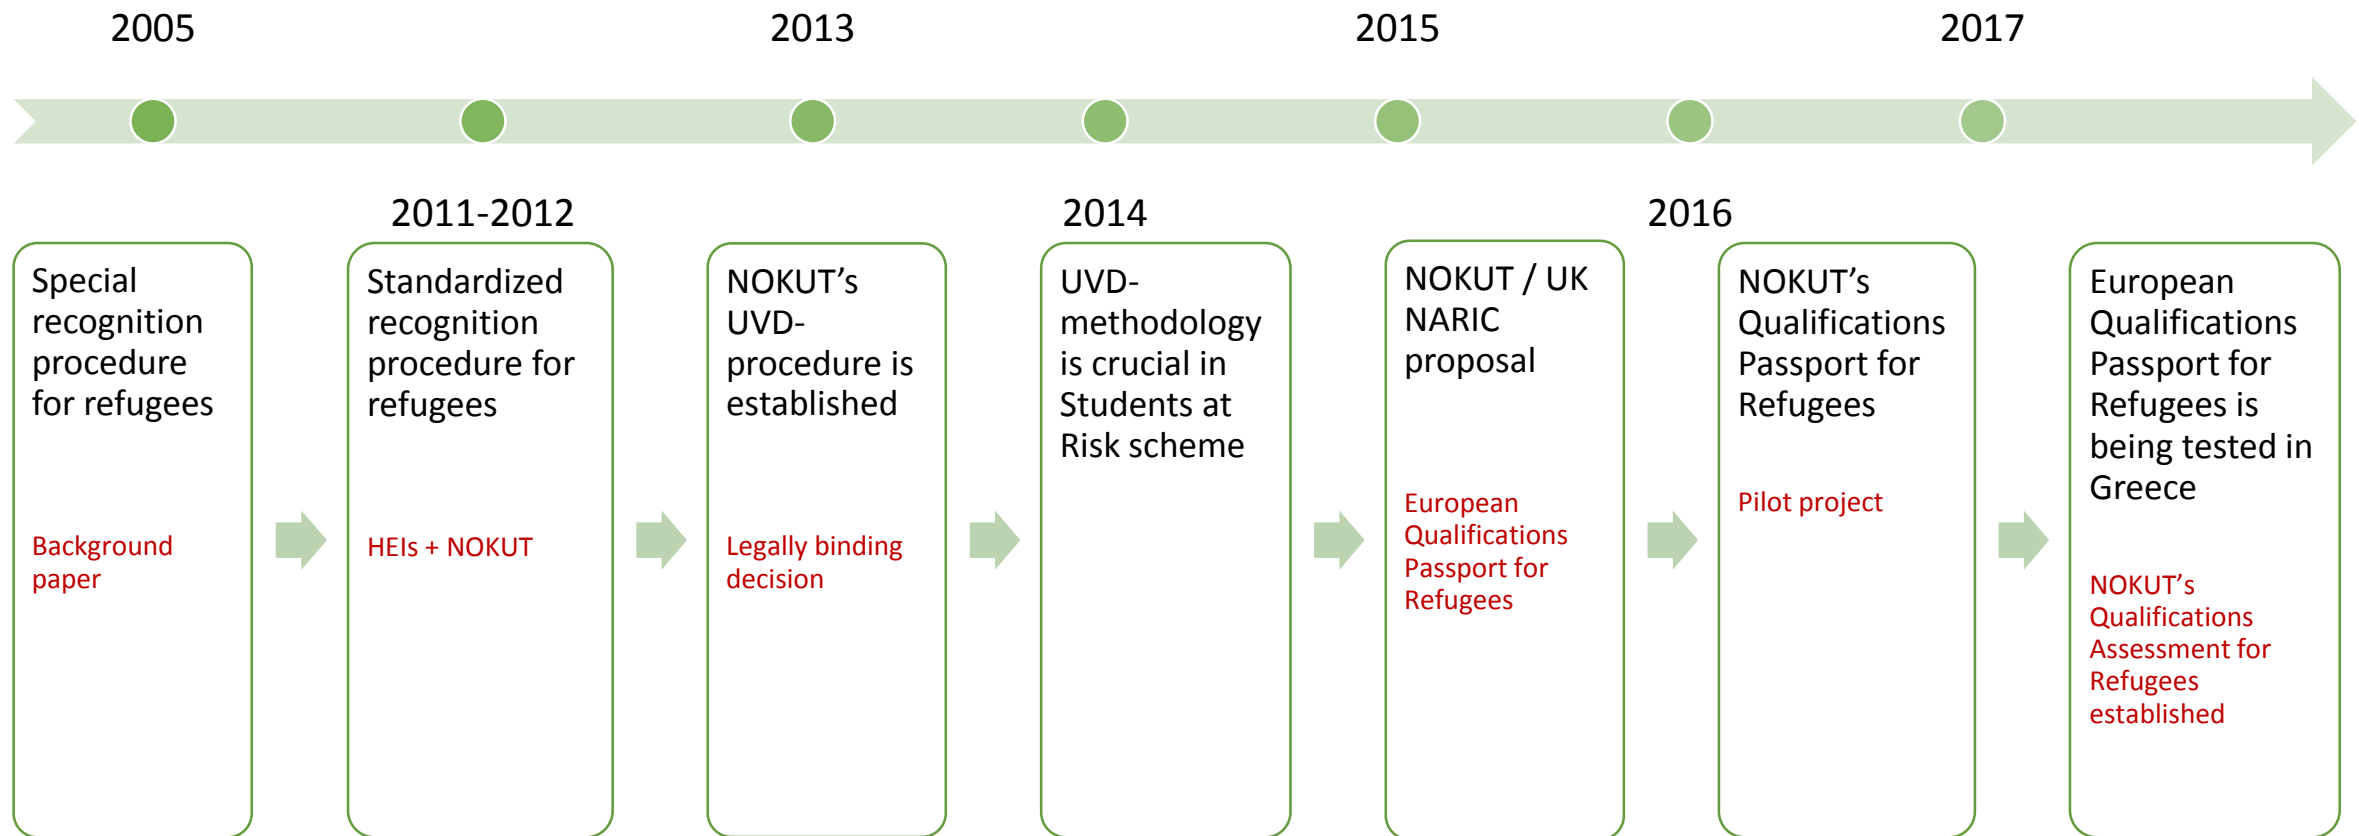 2005
2013
2015
2017
2011-2012
2014
2016
Special
recognition
procedure
for refugees
Background
paper
Standardized
recognition
procedure for
refugees
HEIs + NOKUT
NOKUT’s
UVD-
procedure is
established
Legally binding
decision
UVD-
methodology
is crucial in
Students at
Risk scheme
NOKUT / UK
NARIC
proposal
European
Qualifications
Passport for
Refugees
NOKUT’s
Qualifications
Passport for
Refugees
Pilot project
European
Qualifications
Passport for
Refugees is
being tested in
Greece
NOKUT’s
Qualifications
Assessment for
Refugees
established